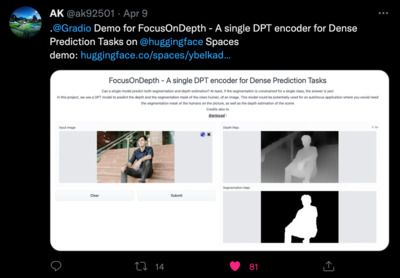 AK @ak92501 · Apr 9
.@Gradio Demo for FocusOnDepth - A single DPT encoder for Dense
Prediction Tasks on @huggingface Spaces
demo: huggingface.co/spaces/ybelkad...
FocusOnDepth - A single DPT encoder for Dense Prediction Tasks
Can a single model predict both segmentation and depth estimation? At least, if the segmentation is constrained for a single class, the answer is yes!
In this project, we use a DPT model to predict the depth and the segmentation mask of the class human, of an image. The model could be potentially used for an
application where you would need
the segmentation mask of the humans on the picture, as well as the depth estimation of the scene.
Credits also to
Input Image
Depth Map
Clear
Submit
Segmentation Map
14
81